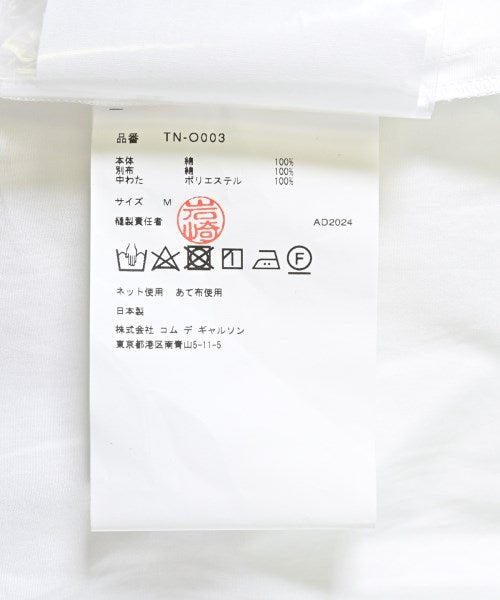 品番 TN-O003
本体 綿 100%
別布 綿 100%
中わた ポリエステル 100%
サイズ M
縫製責任者 岩崎 AD2024
F
ネット使用 あて布使用
日本製
株式会社 コム デ ギャルソン
東京都港区南青山5-11-5